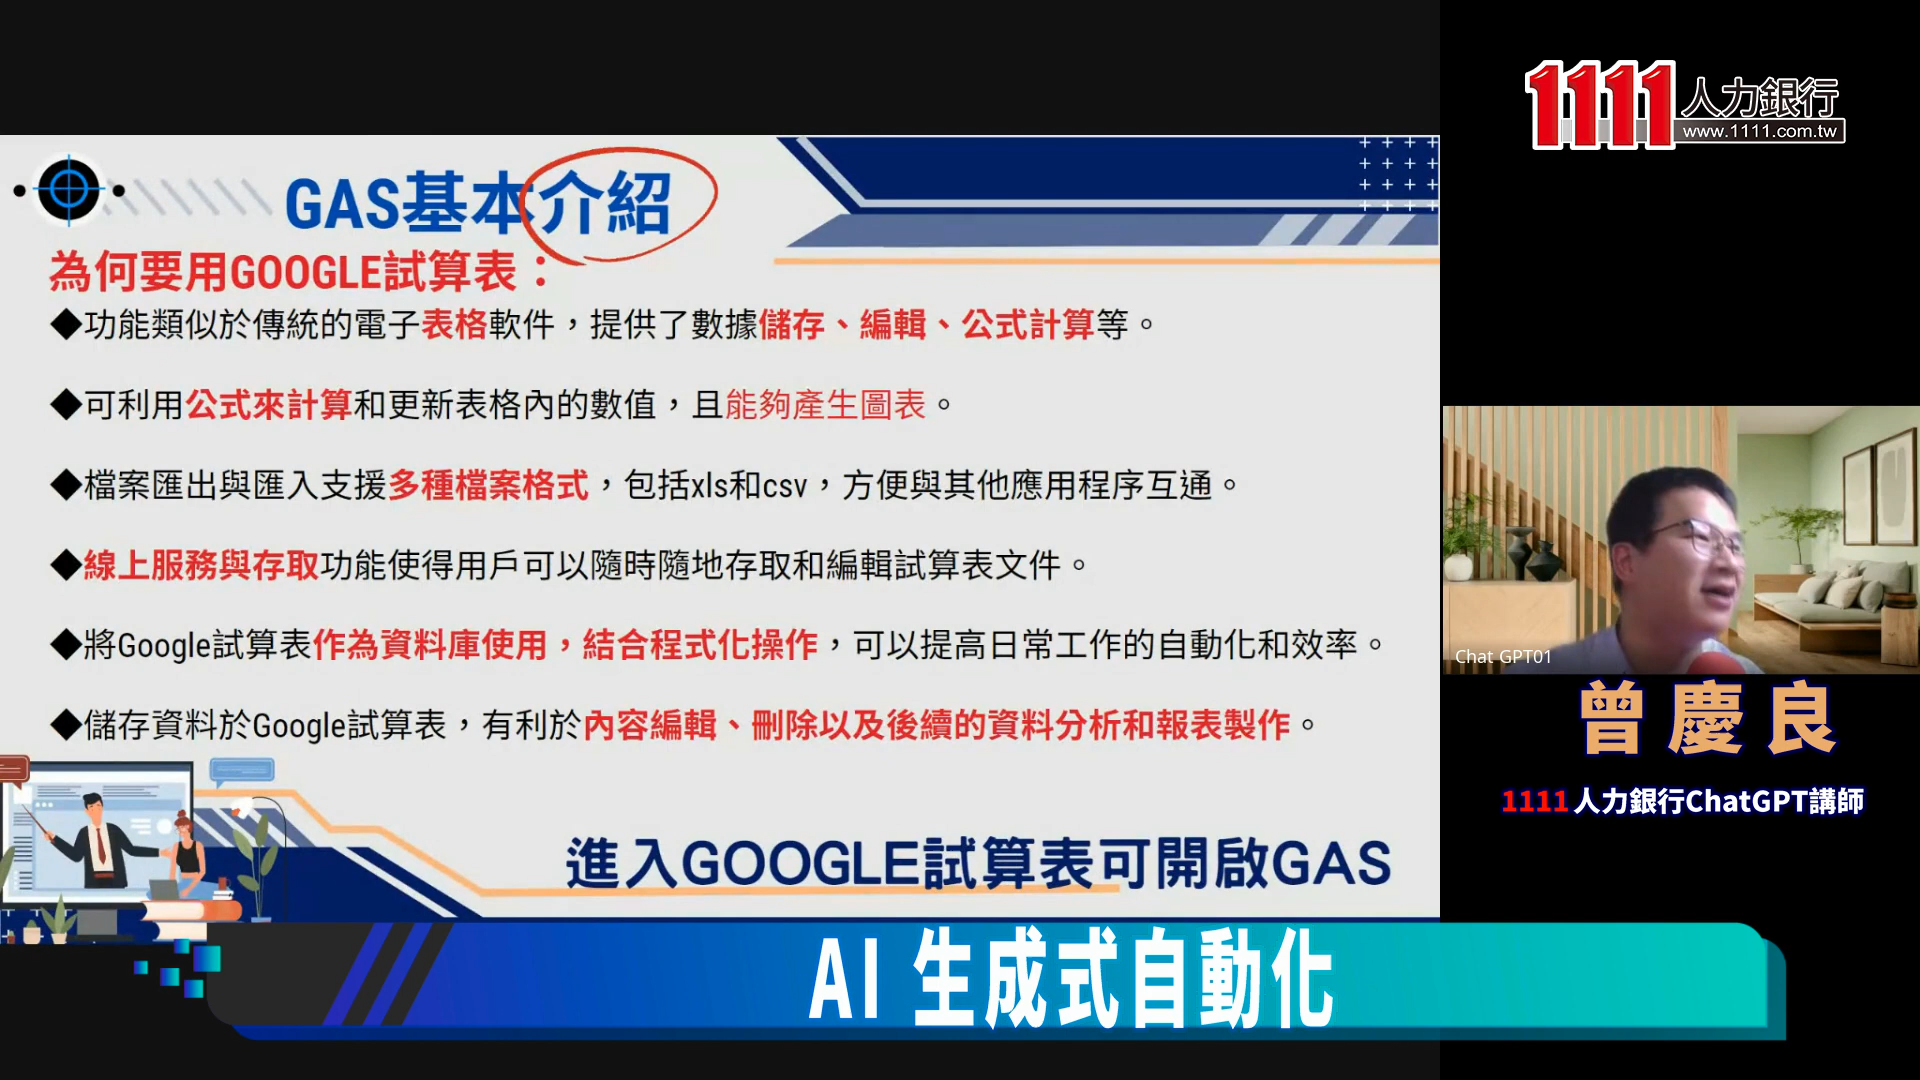 GAS基本介紹
為何要用GOOGLE試算表：
◆功能類似於傳統的電子表格軟件，提供了數據儲存、編輯、公式計算等。
◆可利用公式來計算和更新表格內的數值，且能夠產生圖表。
◆檔案匯出與匯入支援多種檔案格式，包括xls和csv，方便與其他應用程序互通。
◆線上服務與存取功能使得用戶可以隨時隨地存取和編輯試算表文件。
◆將Google試算表作為資料庫使用，結合程式化操作，可以提高日常工作的自動化和效率。
◆儲存資料於Google試算表，有利於內容編輯、刪除以及後續的資料分析和報表製作。
進入GOOGLE試算表可開啟GAS
AI 生成式自動化
1111人力銀行
www.1111.com.tw
Chat GPT01
曾慶良
1111人力銀行ChatGPT講師